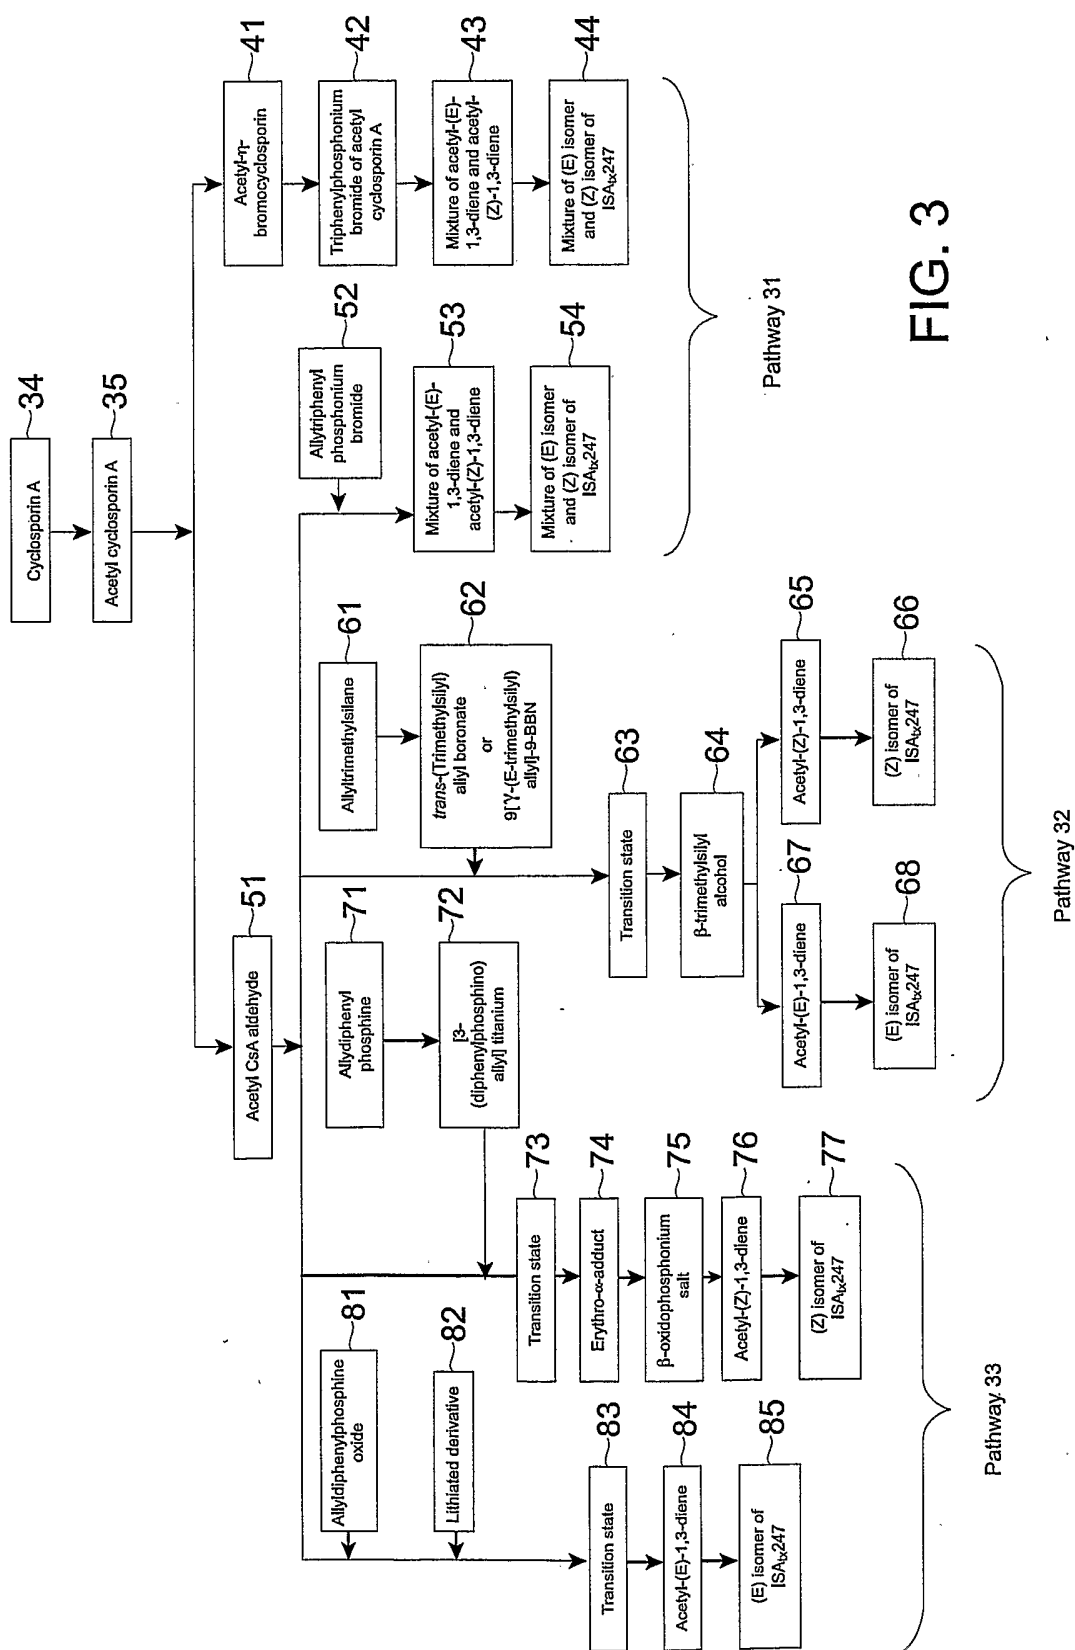 34
Cyclosporin A
35
Acetyl cyclosporin A
41
Acetyl-η-
bromocyclosporin
42
Triphenylphosphonium
bromide of acetyl
cyclosporin A
43
Mixture of acetyl-(E)-
1,3-diene and acetyl-
(Z)-1,3-diene
44
Mixture of (E) isomer
and (Z) isomer of
ISAtx247
51
Acetyl CsA aldehyde
52
Allytriphenyl
phosphonium
bromide
53
Mixture of acetyl-(E)-
1,3-diene and
acetyl-(Z)-1,3-diene
54
Mixture of (E) isomer
and (Z) isomer of
ISAtx247
Pathway 31
61
Allyltrimethylsilane
62
trans-(Trimethylsilyl)
allyl boronate
or
9[γ-(E-trimethylsilyl)
allyl]-9-BBN
63
Transition state
64
β-trimethylsilyl
alcohol
65
Acetyl-(Z)-1,3-diene
66
(Z) isomer of
ISAtx247
67
Acetyl-(E)-1,3-diene
68
(E) isomer of
ISAtx247
Pathway 32
71
Allydiphenyl
phosphine
72
[3-
(diphenylphosphino)
allyl] titanium
73
Transition state
74
Erythro-α-adduct
75
β-oxidophosphonium
salt
76
Acetyl-(Z)-1,3-diene
77
(Z) isomer of
ISAtx247
81
Allyldiphenylphosphine
oxide
82
Lithiated derivative
83
Transition state
84
Acetyl-(E)-1,3-diene
85
(E) isomer of
ISAtx247
Pathway 33
FIG. 3